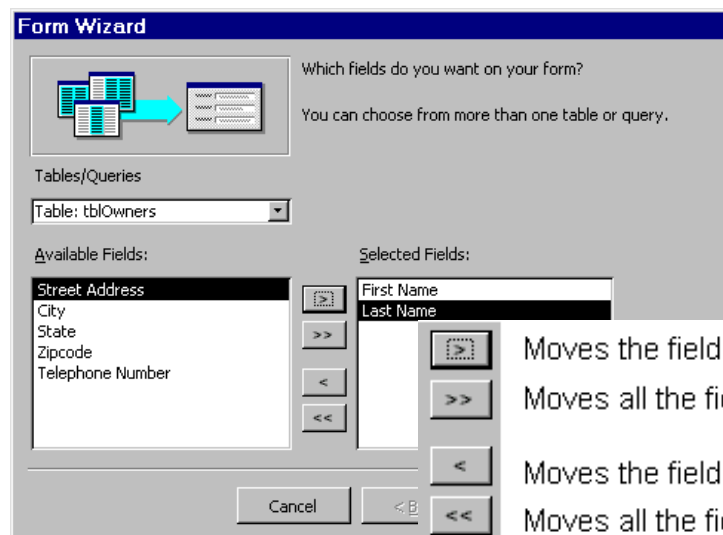 Form Wizard
Which fields do you want on your form?
You can choose from more than one table or query.
Tables/Queries
Table: tblOwners
Available Fields:
Selected Fields:
Street Address
City
State
Zipcode
Telephone Number
>
>>
<
<<
First Name
Last Name
> Moves the field
>> Moves all the
< Moves the field
<< Moves all the
Cancel
<